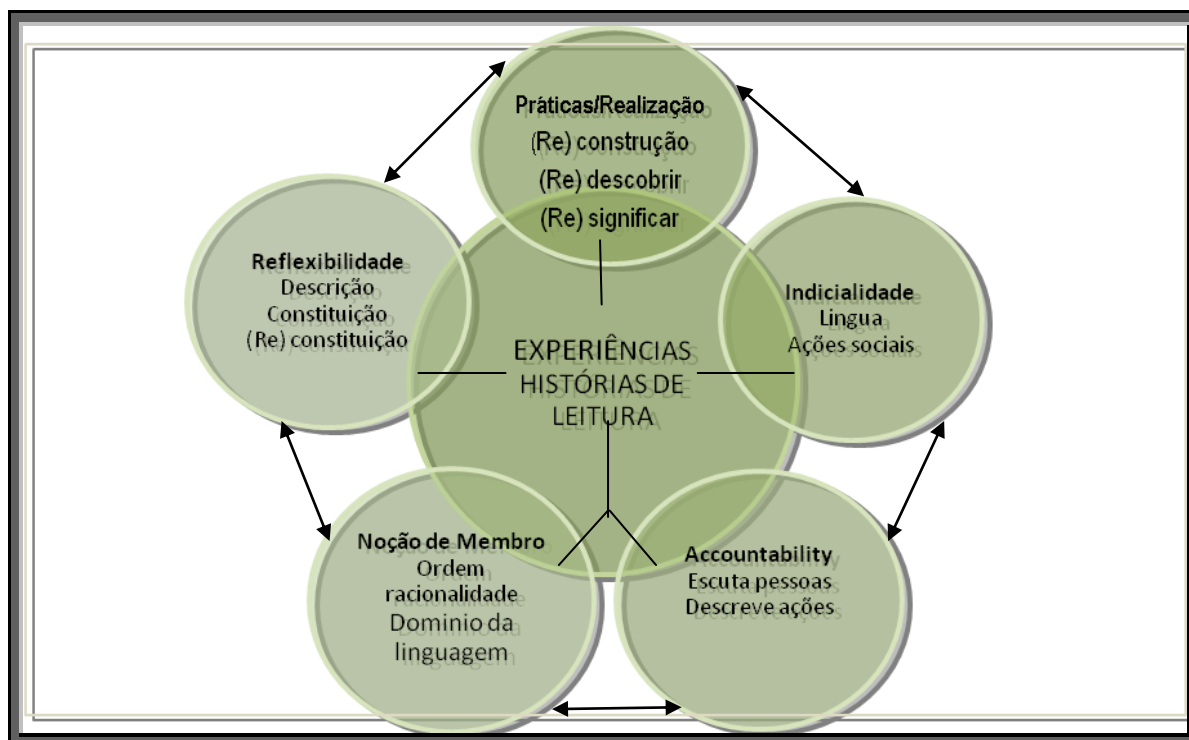 Práticas/Realização
(Re) construção
(Re) descobrir
(Re) significar
Reflexibilidade
Descrição
Constituição
(Re) constituição
Indicialidade
Lingua
Ações sociais
EXPERIÊNCIAS
HISTÓRIAS DE
LEITURA
Noção de Membro
Ordem
racionalidade
Dominio da
linguagem
Accountability
Escuta pessoas
Descreve ações